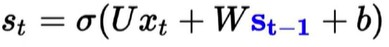 s_t = σ(Ux_t + Ws_{t-1} + b)